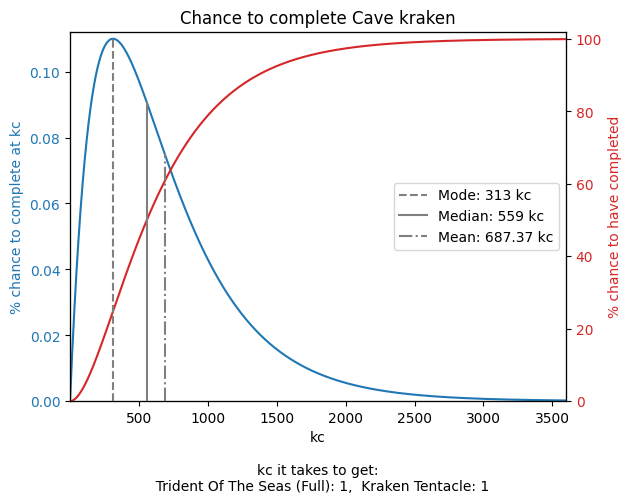 Chance to complete Cave kraken
% chance to complete at kc
0.10
0.08
0.06
0.04
0.02
0.00
100
80
60
40
20
0
% chance to have completed
Mode: 313 kc
Median: 559 kc
Mean: 687.37 kc
500 1000 1500 2000 2500 3000 3500
kc
kc it takes to get:
Trident Of The Seas (Full): 1, Kraken Tentacle: 1